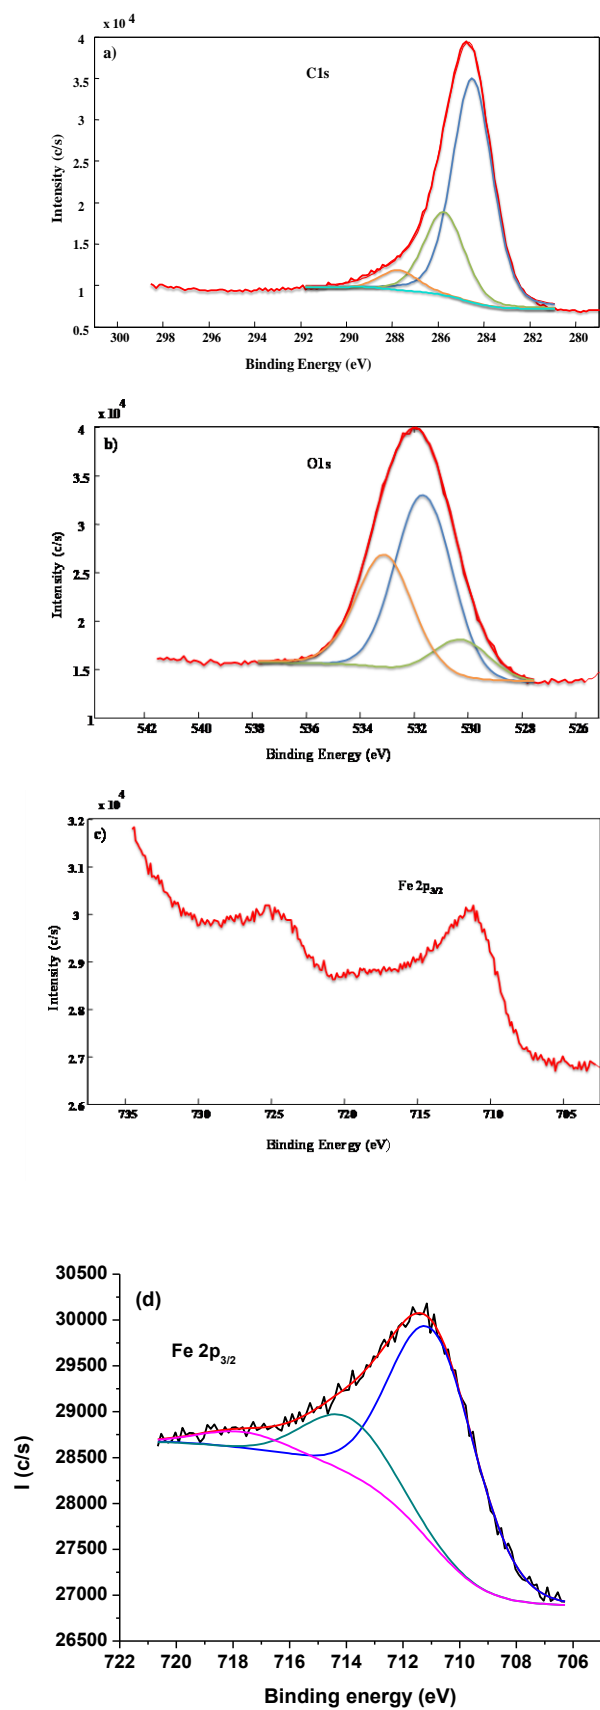 x 10 4
4
a)
C1s
3.5
3
2.5
2
1.5
1
0.5
Intensity (c/s)
300 298 296 294 292 290 288 286 284 282 280
Binding Energy (eV)
x 10 4
4
b)
O1s
3.5
3
2.5
2
1.5
1
Intensity (c/s)
542 540 538 536 534 532 530 528 526
Binding Energy (eV)
x 10 4
3.2
c)
Fe 2p3/2
3.1
3
2.9
2.8
2.7
2.6
Intensity (c/s)
735 730 725 720 715 710 705
Binding Energy (eV)
30500
(d)
30000
Fe 2p3/2
29500
29000
28500
28000
27500
27000
26500
I (c/s)
722 720 718 716 714 712 710 708 706
Binding energy (eV)